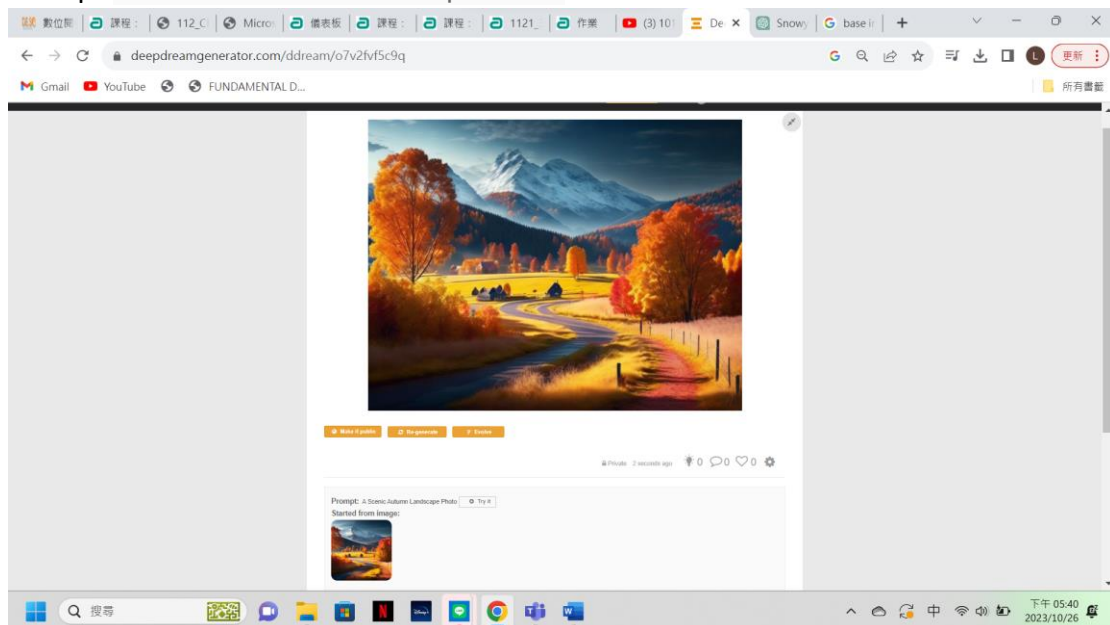 數位 課程: 112_C Micro 儀表板 課程: 課程: 1121_ 作業 (3) 10 De Snowy base in
deepdreamgenerator.com/ddream/o7v2fvf5c9q 更新
Gmail YouTube FUNDAMENTAL D... 所有書籤
Make it public Re-generate Evolve
Private 2 seconds ago 0 0 0
Prompt: A Scenic Autumn Landscape Photo Try it
Started from image:
搜尋 中 下午 05:40
2023/10/26